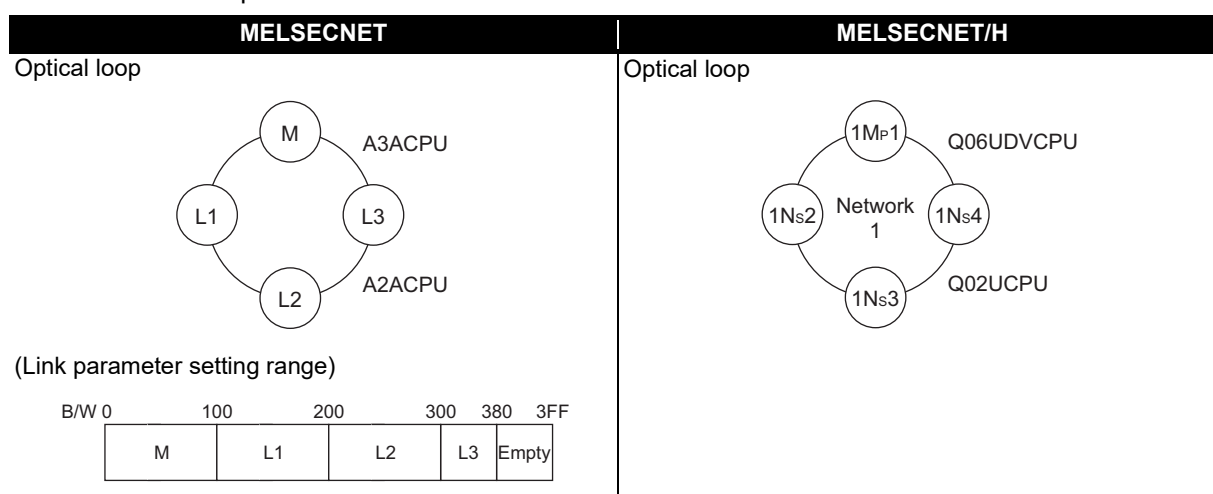 MELSECNET
MELSECNET/H
Optical loop
M
A3ACPU
L1
L3
L2
A2ACPU
(Link parameter setting range)
B/W 0 100 200 300 380 3FF
M L1 L2 L3 Empty
Optical loop
1MP1
Q06UDVCPU
1NS2
Network
1
1NS4
1NS3
Q02UCPU